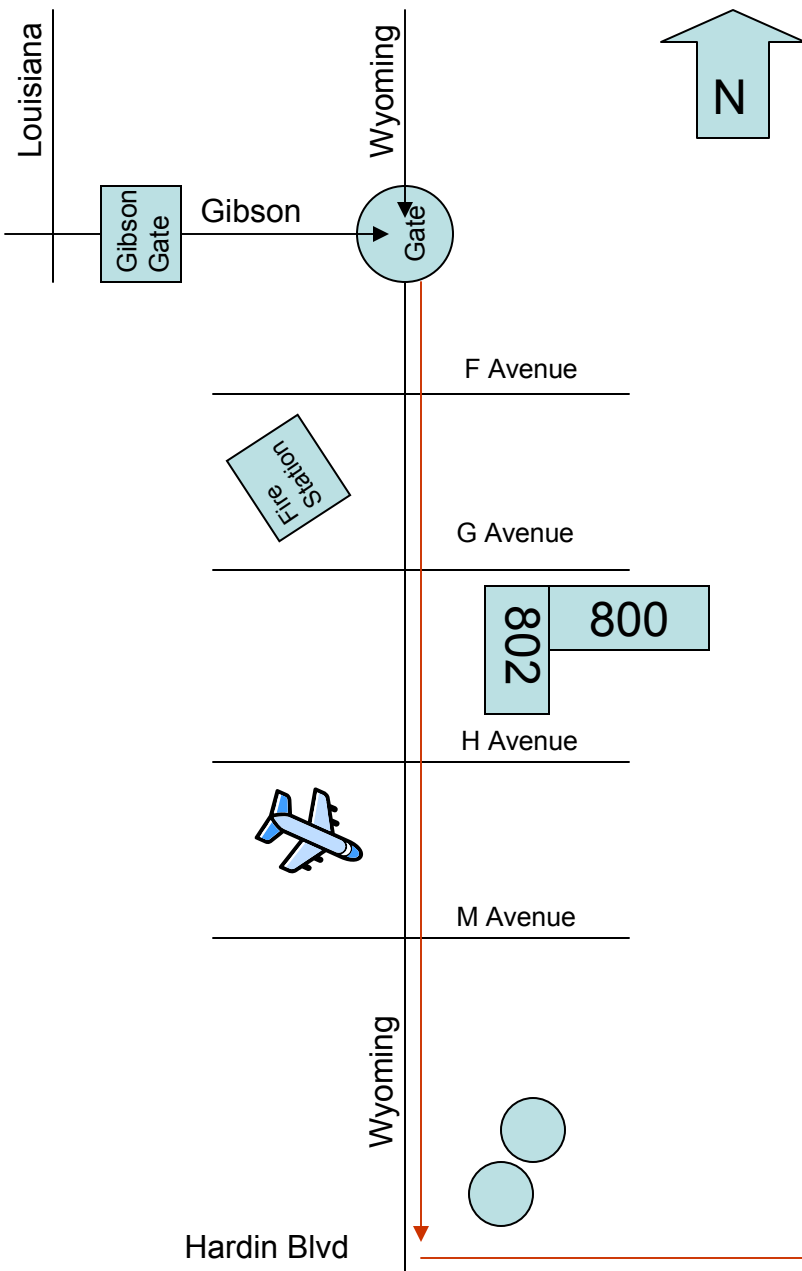 Louisiana
Wyoming
N
Gibson
Gate
Gibson
Gate
F Avenue
Fire
Station
G Avenue
802
800
H Avenue
M Avenue
Wyoming
Hardin Blvd